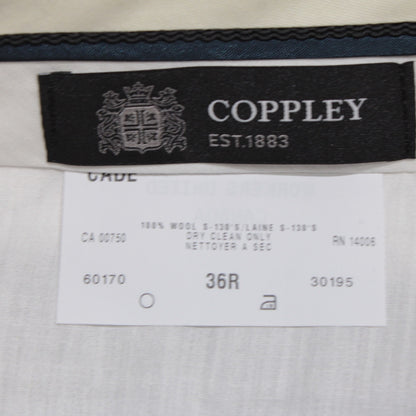 COPPLEY
EST.1883
CADE
100% WOOL S-130'S/LAINE S-130'S
CA 00750 DRY CLEAN ONLY RN 14006
NETTOYER A SEC
60170 36R 30195